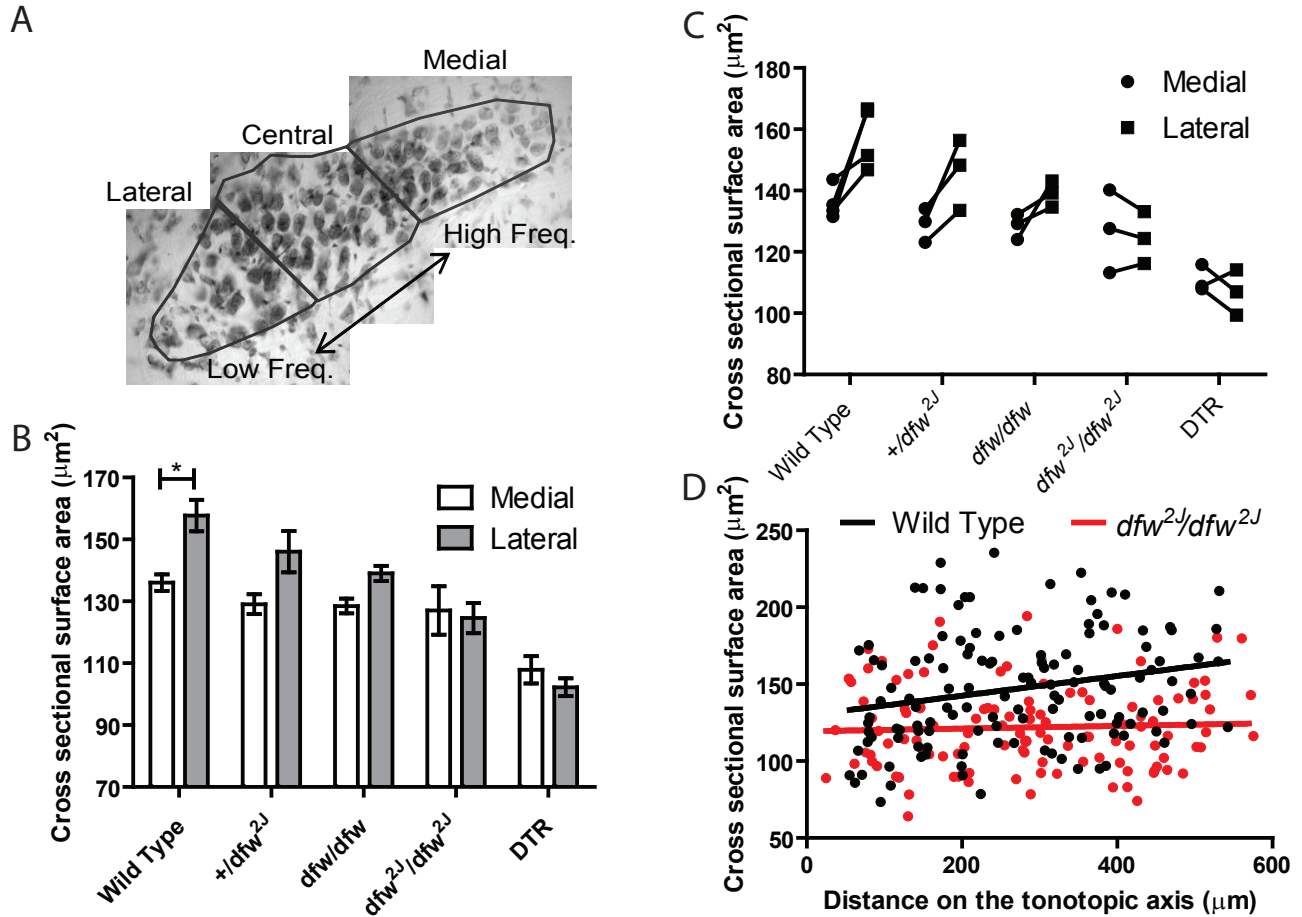 A
Medial
Central
Lateral
High Freq.
Low Freq.
B
Cross sectional surface area (μm²)
170
150
130
110
90
70
*
Medial
Lateral
Wild Type
+/dfw²ᴶ
dfw/dfw
dfw²ᴶ/dfw²ᴶ
DTR
C
Cross sectional surface area (μm²)
180
160
140
120
100
80
Medial
Lateral
Wild Type
+/dfw²ᴶ
dfw/dfw
dfw²ᴶ/dfw²ᴶ
DTR
D
Cross sectional surface area (μm²)
250
200
150
100
50
Wild Type
dfw²ᴶ/dfw²ᴶ
0
200
400
600
Distance on the tonotopic axis (μm)